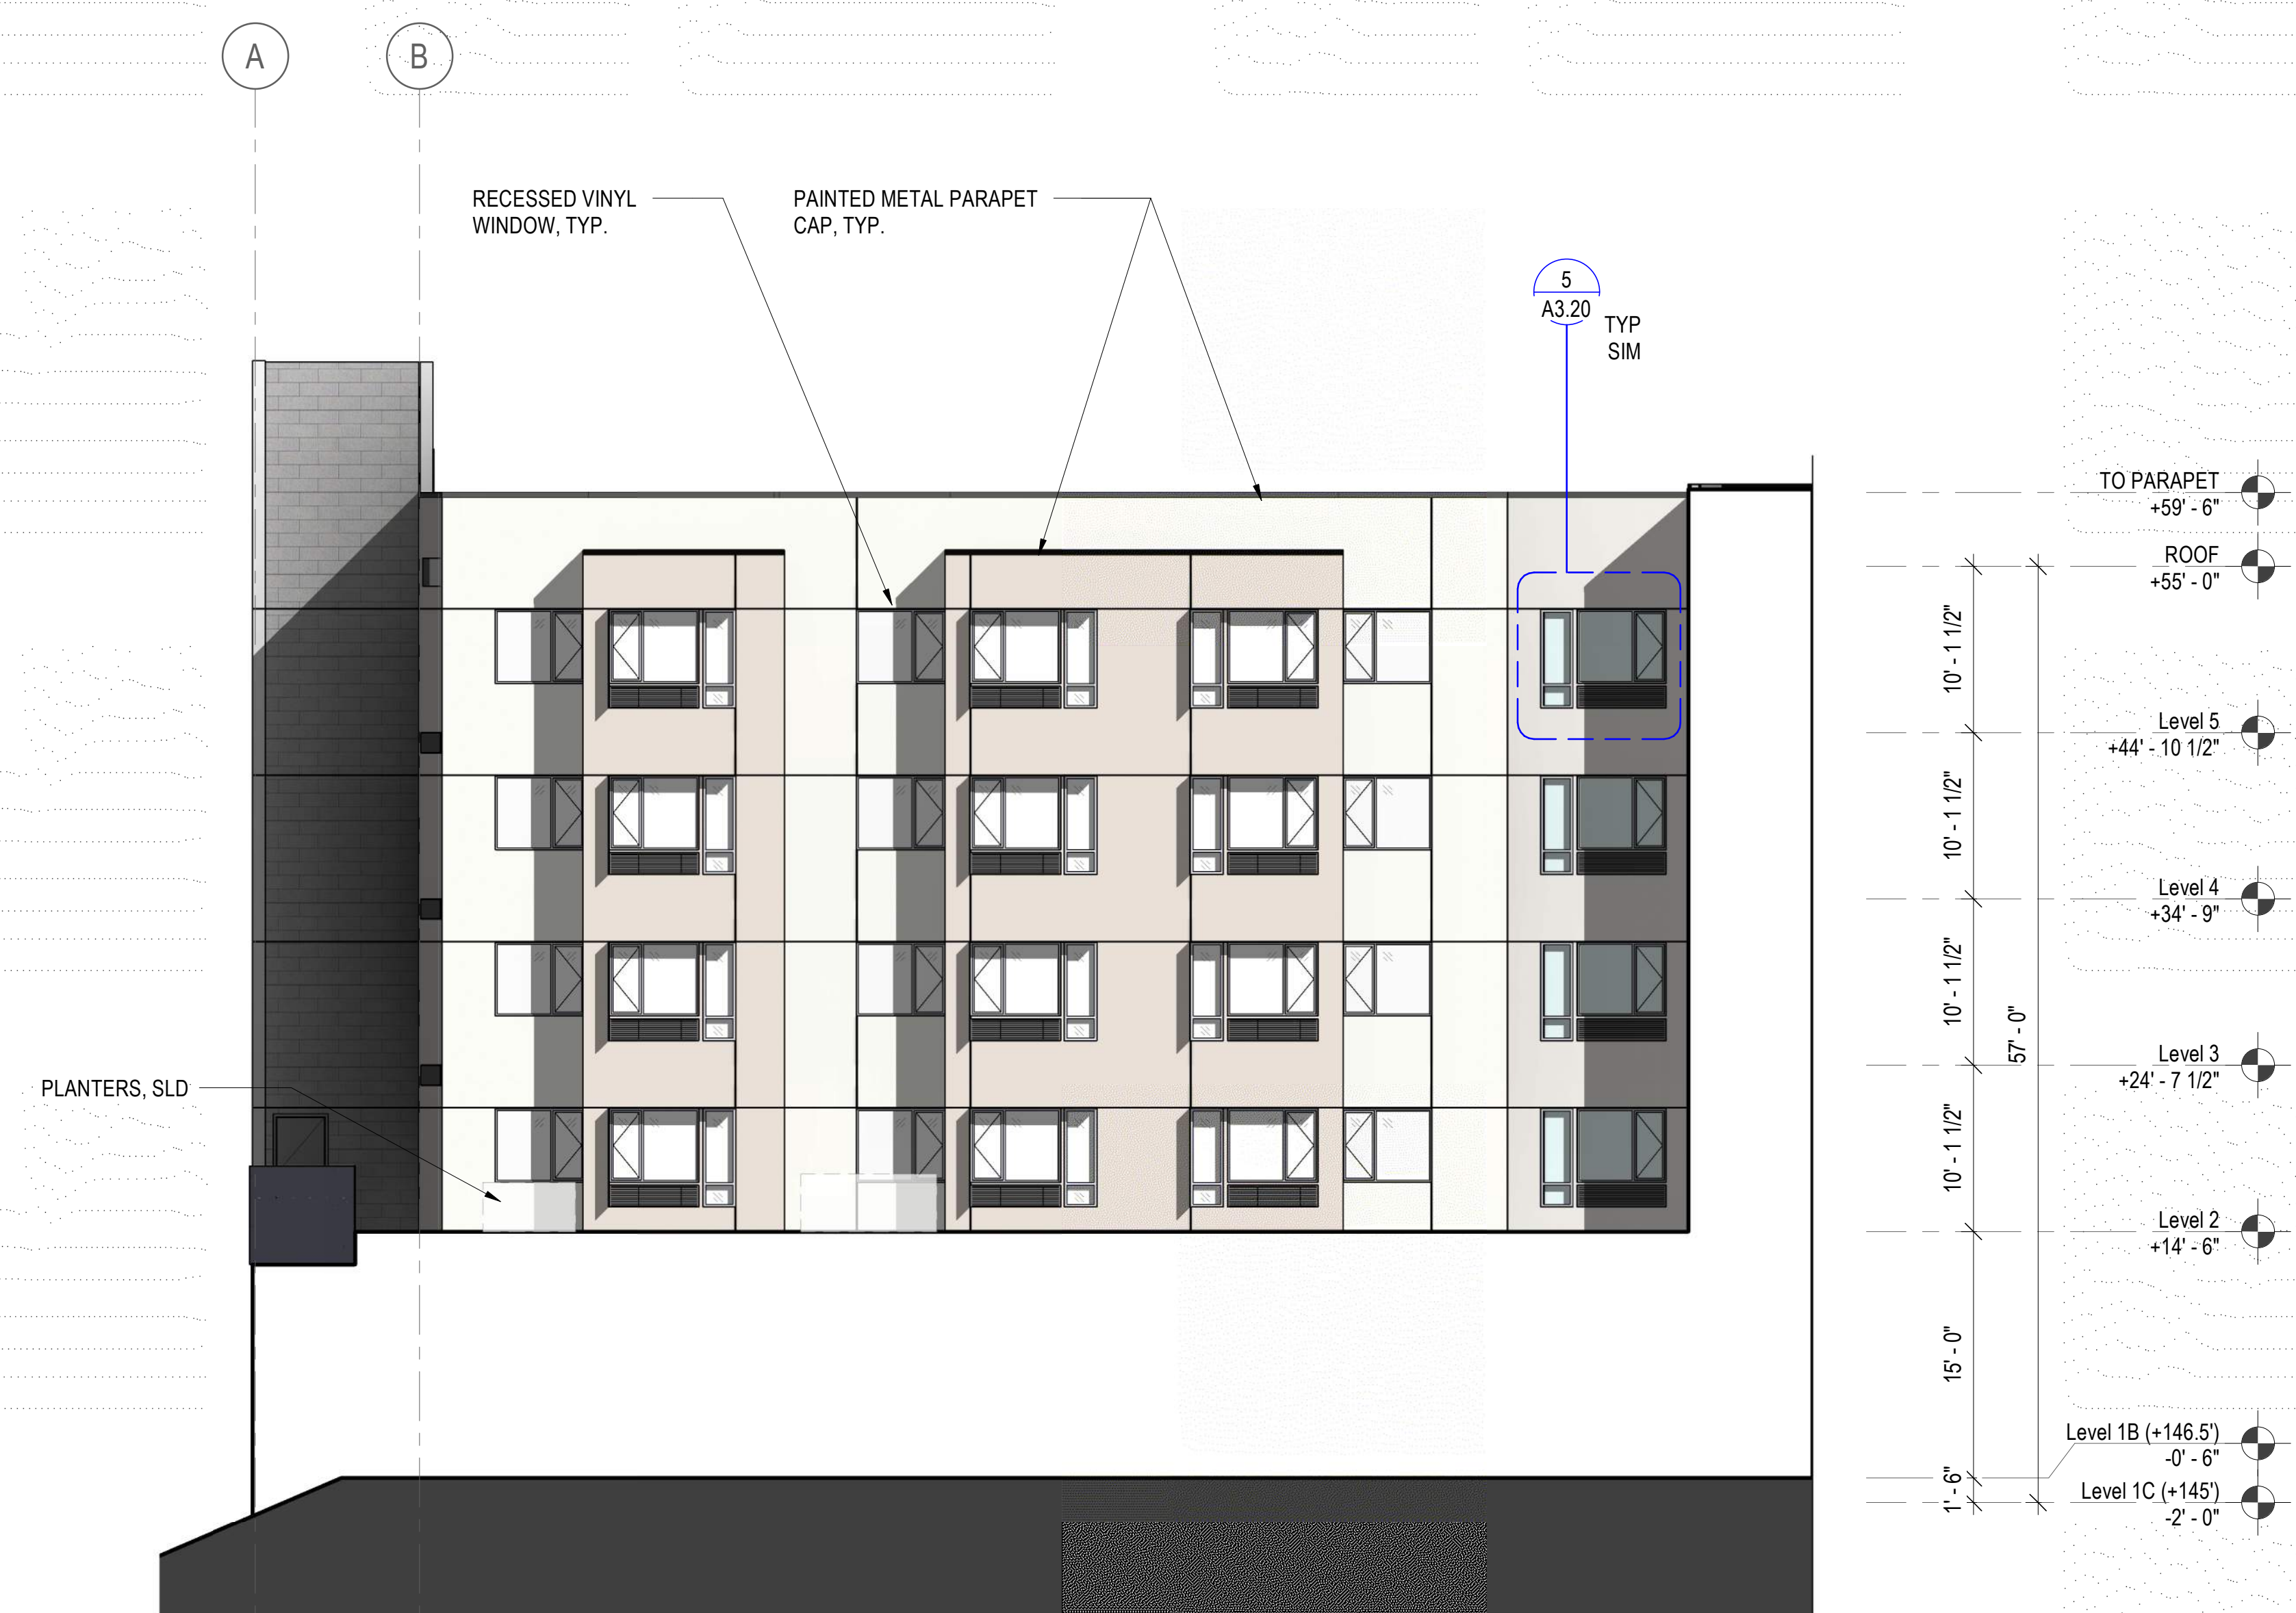 A
B
RECESSED VINYL
WINDOW, TYP.
PAINTED METAL PARAPET
CAP, TYP.
5
A3.20
TYP
SIM
TO PARAPET
+59' - 6"
ROOF
+55' - 0"
10' - 1 1/2"
Level 5
+44' - 10 1/2"
10' - 1 1/2"
Level 4
+34' - 9"
10' - 1 1/2"
57' - 0"
Level 3
+24' - 7 1/2"
PLANTERS, SLD
10' - 1 1/2"
Level 2
+14' - 6"
15' - 0"
Level 1B (+146.5')
-0' - 6"
1' - 6"
Level 1C (+145')
-2' - 0"